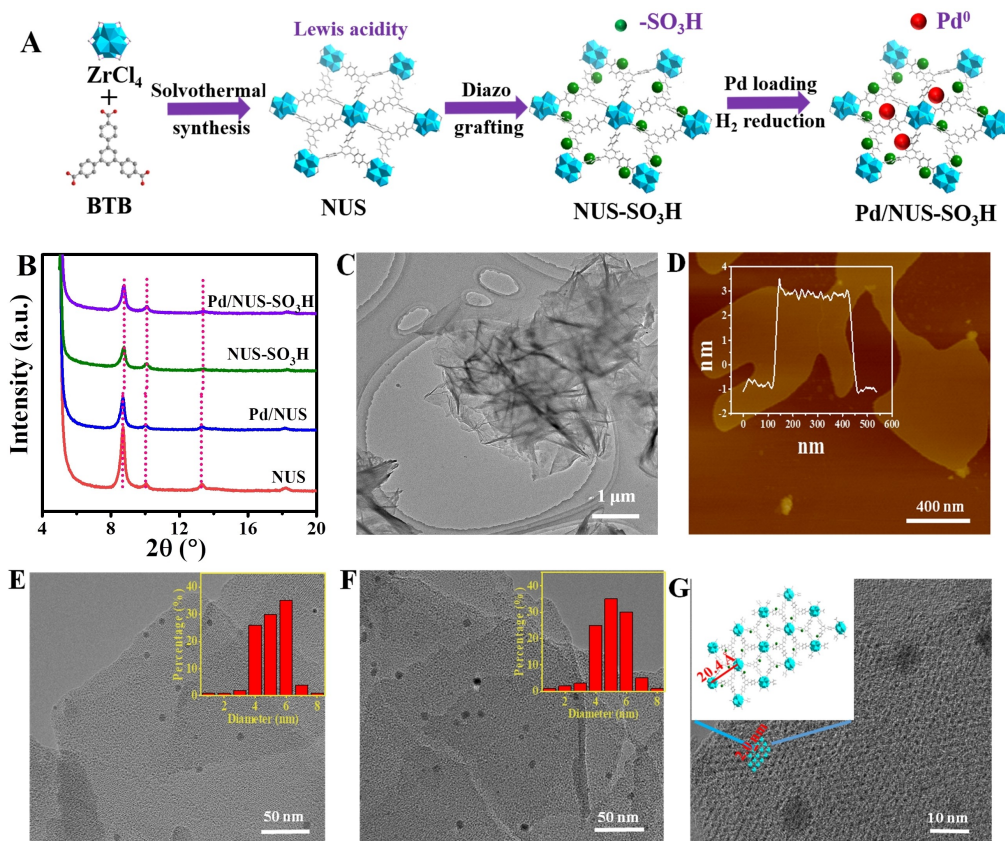 A
ZrCl4
+
BTB
Solvothermal
synthesis
Lewis acidity
NUS
Diazo
grafting
-SO3H
NUS-SO3H
Pd loading
H2 reduction
Pd0
Pd/NUS-SO3H
B
Intensity (a.u.)
Pd/NUS-SO3H
NUS-SO3H
Pd/NUS
NUS
4 8 12 16 20
2θ (°)
C
1 μm
D
4
3
2
1
0
-1
-2
nm
0 100 200 300 400 500 600
nm
400 nm
E
Percentage (%)
40
30
20
10
0
2 4 6 8
Diameter (nm)
50 nm
F
Percentage (%)
40
30
20
10
0
2 4 6 8
Diameter (nm)
50 nm
G
20.4 Å
10 nm